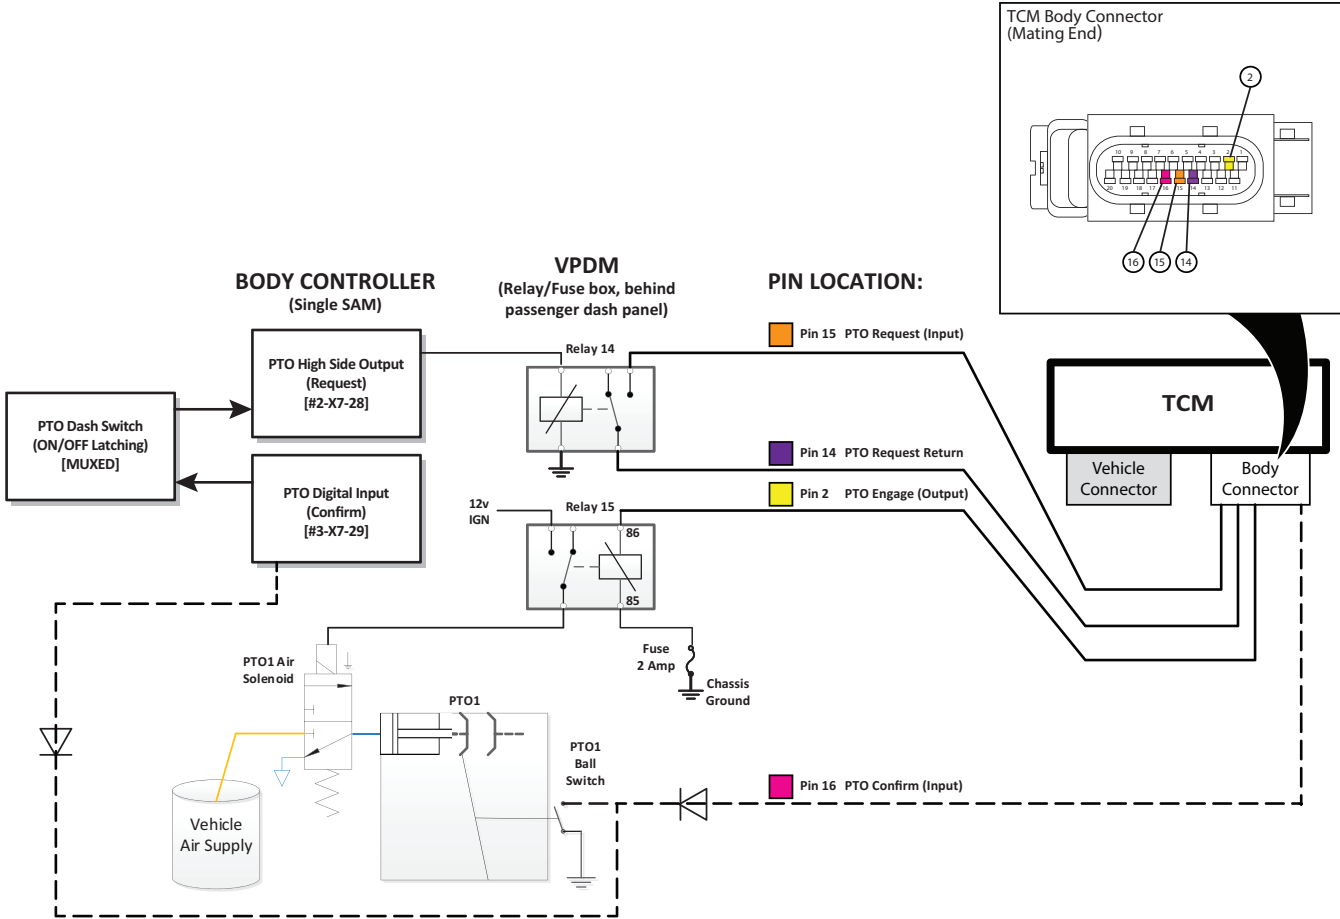 TCM Body Connector
(Mating End)
2
10 9 8 7 6 5 4 3 2 1
20 19 18 17 16 15 14 13 12 11
16 15 14
BODY CONTROLLER
(Single SAM)
VPDM
(Relay/Fuse box, behind
passenger dash panel)
PIN LOCATION:
PTO Dash Switch
(ON/OFF Latching)
[MUXED]
PTO High Side Output
(Request)
[#2-X7-28]
PTO Digital Input
(Confirm)
[#3-X7-29]
Relay 14
Pin 15 PTO Request (Input)
Pin 14 PTO Request Return
Pin 2 PTO Engage (Output)
12v
IGN
Relay 15
86
85
TCM
Vehicle
Connector
Body
Connector
Fuse
2 Amp
Chassis
Ground
PTO1 Air
Solenoid
PTO1
PTO1
Ball
Switch
Pin 16 PTO Confirm (Input)
Vehicle
Air Supply